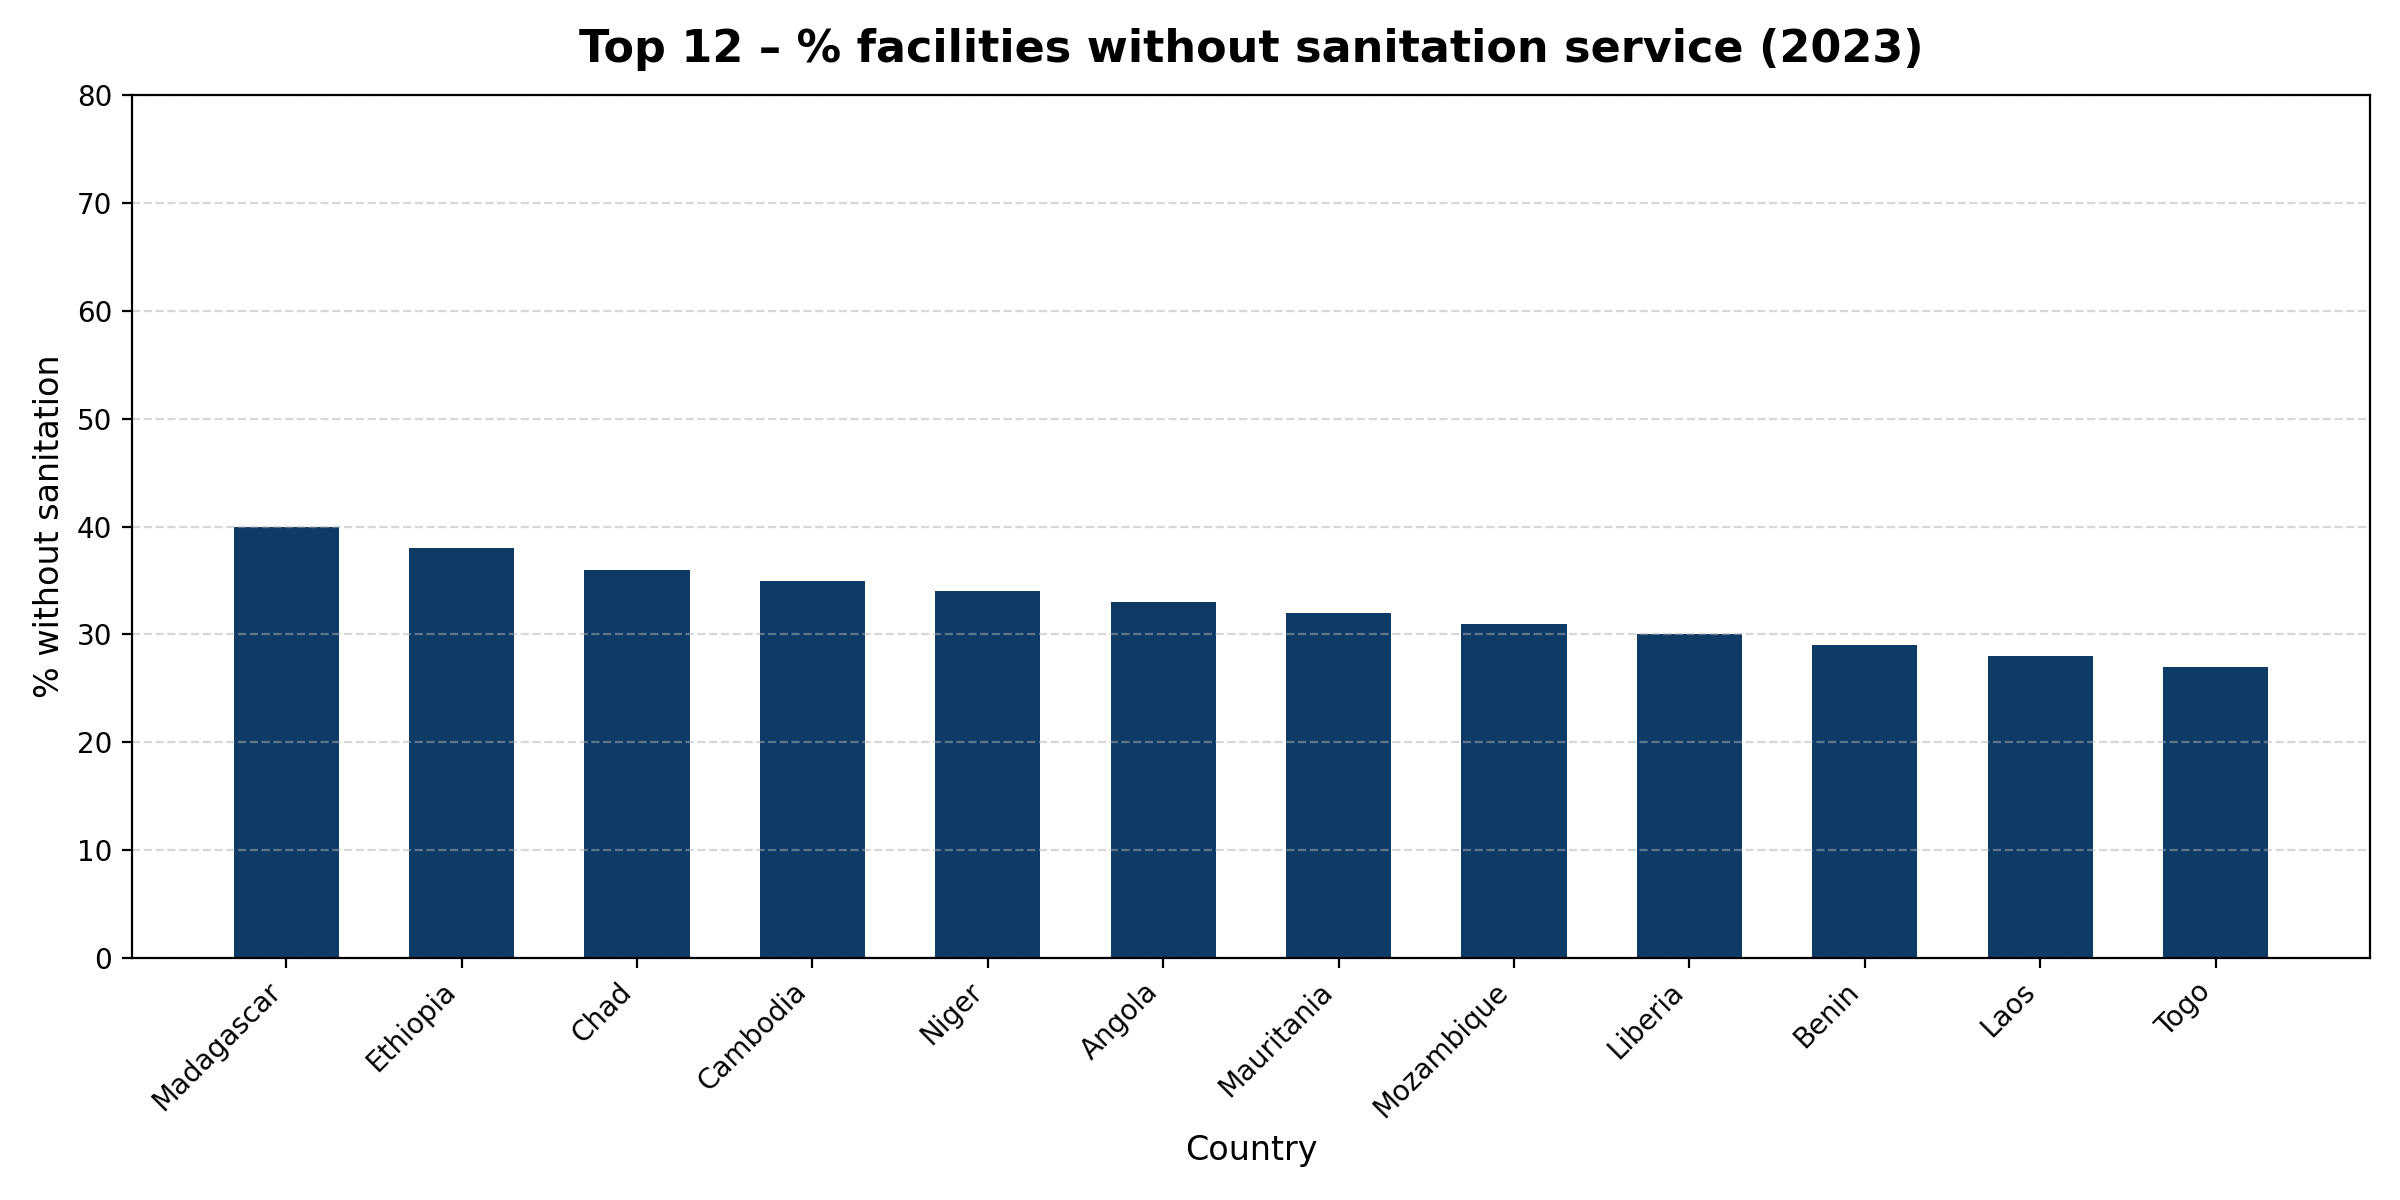 Top 12 – % facilities without sanitation service (2023)
% without sanitation
80
70
60
50
40
30
20
10
0
Madagascar
Ethiopia
Chad
Cambodia
Niger
Angola
Mauritania
Mozambique
Liberia
Benin
Laos
Togo
Country